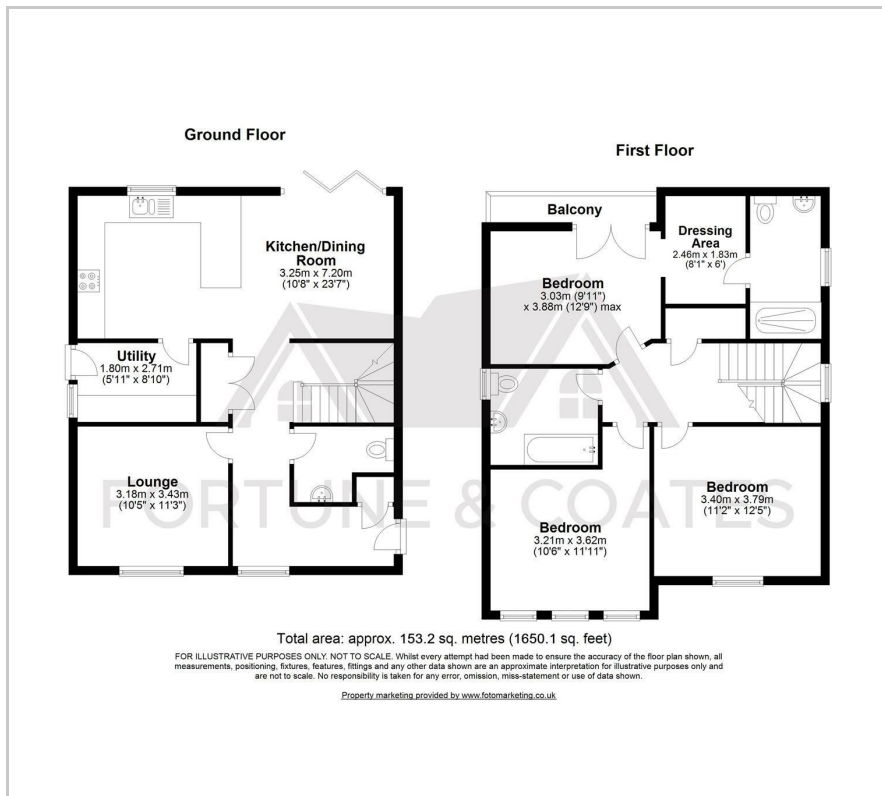 Ground Floor
Kitchen/Dining
Room
3.25m x 7.20m
(10'8" x 23'7")
Utility
1.80m x 2.71m
(5'11" x 8'10")
Lounge
3.18m x 3.43m
(10'5" x 11'3")
First Floor
Balcony
Dressing
Area
2.46m x 1.83m
(8'1" x 6')
Bedroom
3.03m (9'11")
x 3.88m (12'9") max
Bedroom
3.21m x 3.62m
(10'6" x 11'11")
Bedroom
3.40m x 3.79m
(11'2" x 12'5")
FORTUNE & COATES
Total area: approx. 153.2 sq. metres (1650.1 sq. feet)
FOR ILLUSTRATIVE PURPOSES ONLY. NOT TO SCALE. Whilst every attempt had been made to ensure the accuracy of the floor plan shown, all
measurements, positioning, fixtures, features, fittings and any other data shown are an approximate interpretation for illustrative purposes only and
are not to scale. No responsibility is taken for any error, omission, miss-statement or use of data shown.
Property marketing provided by www.fotomarketing.co.uk